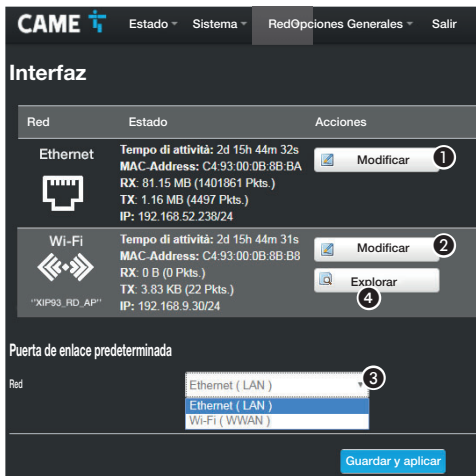 CAME
Estado Sistema RedOpciones Generales Salir
Interfaz
Red Estado Acciones
Ethernet
Tempo di attività: 2d 15h 44m 32s
MAC-Address: C4:93:00:0B:8B:BA
RX: 81.15 MB (1401861 Pkts.)
TX: 1.16 MB (4497 Pkts.)
IP: 192.168.52.238/24
Modificar 1
Wi-Fi
"XIP93_RD_AP"
Tempo di attività: 2d 15h 44m 31s
MAC-Address: C4:93:00:0B:8B:B8
RX: 0 B (0 Pkts.)
TX: 3.83 KB (22 Pkts.)
IP: 192.168.9.30/24
Modificar 2
Explorar
4
Puerta de enlace predeterminada
Red
Ethernet ( LAN ) 3
Ethernet ( LAN )
Wi-Fi ( WWAN )
Guardar y aplicar